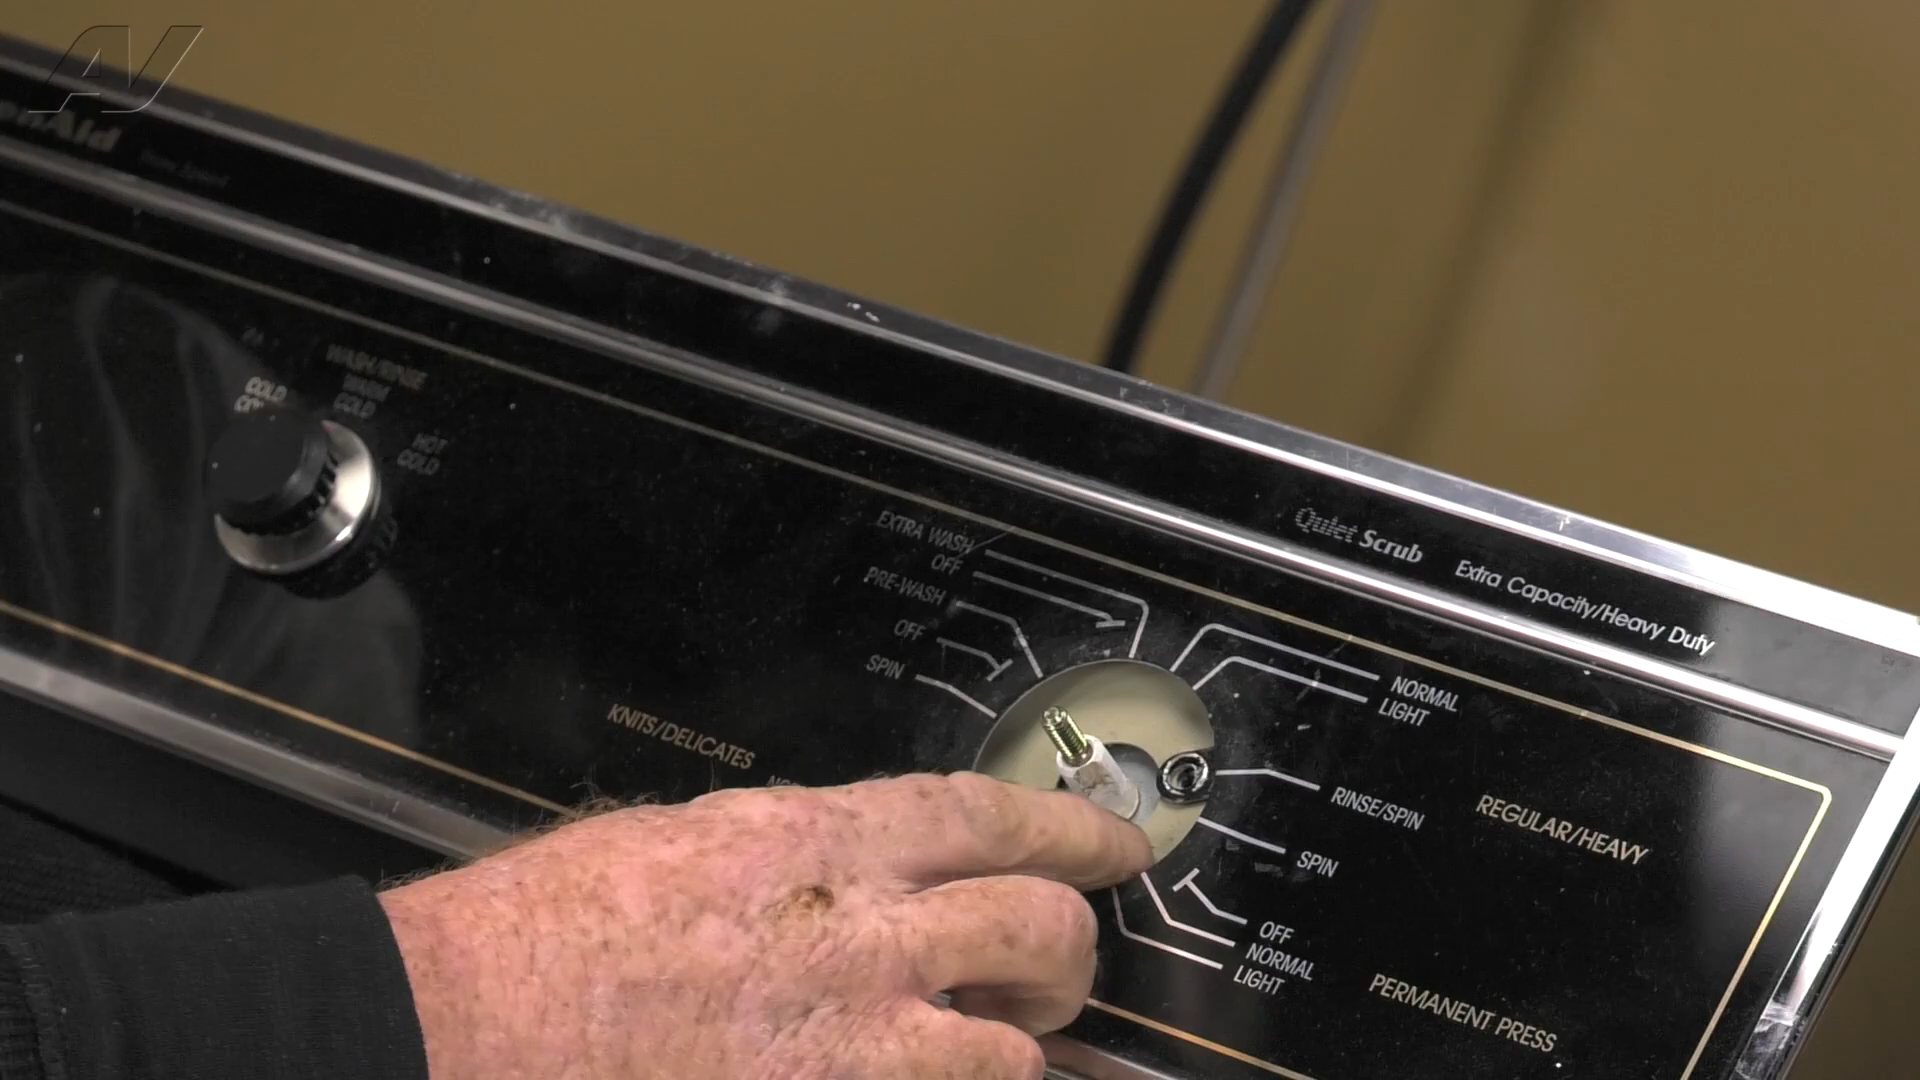 AV
Quiet Scrub
Extra Capacity/Heavy Duty
WASH/RINSE
COLD
WARM
COLD
HOT
COLD
EXTRA WASH
OFF
PRE-WASH
OFF
SPIN
KNITS/DELICATES
NORMAL
LIGHT
RINSE/SPIN
REGULAR/HEAVY
SPIN
OFF
NORMAL
LIGHT
PERMANENT PRESS